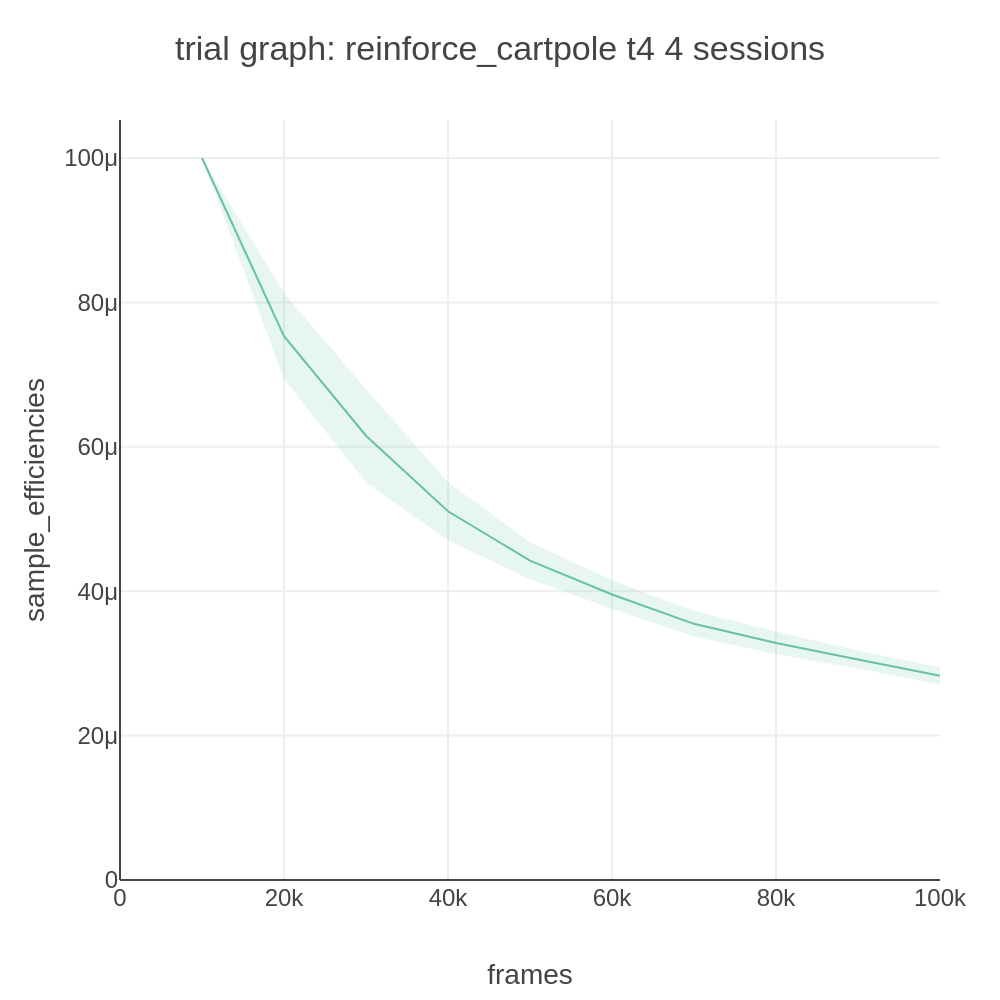 trial graph: reinforce_cartpole t4 4 sessions
100μ
80μ
60μ
40μ
20μ
0
sample_efficiencies
0 20k 40k 60k 80k 100k
frames